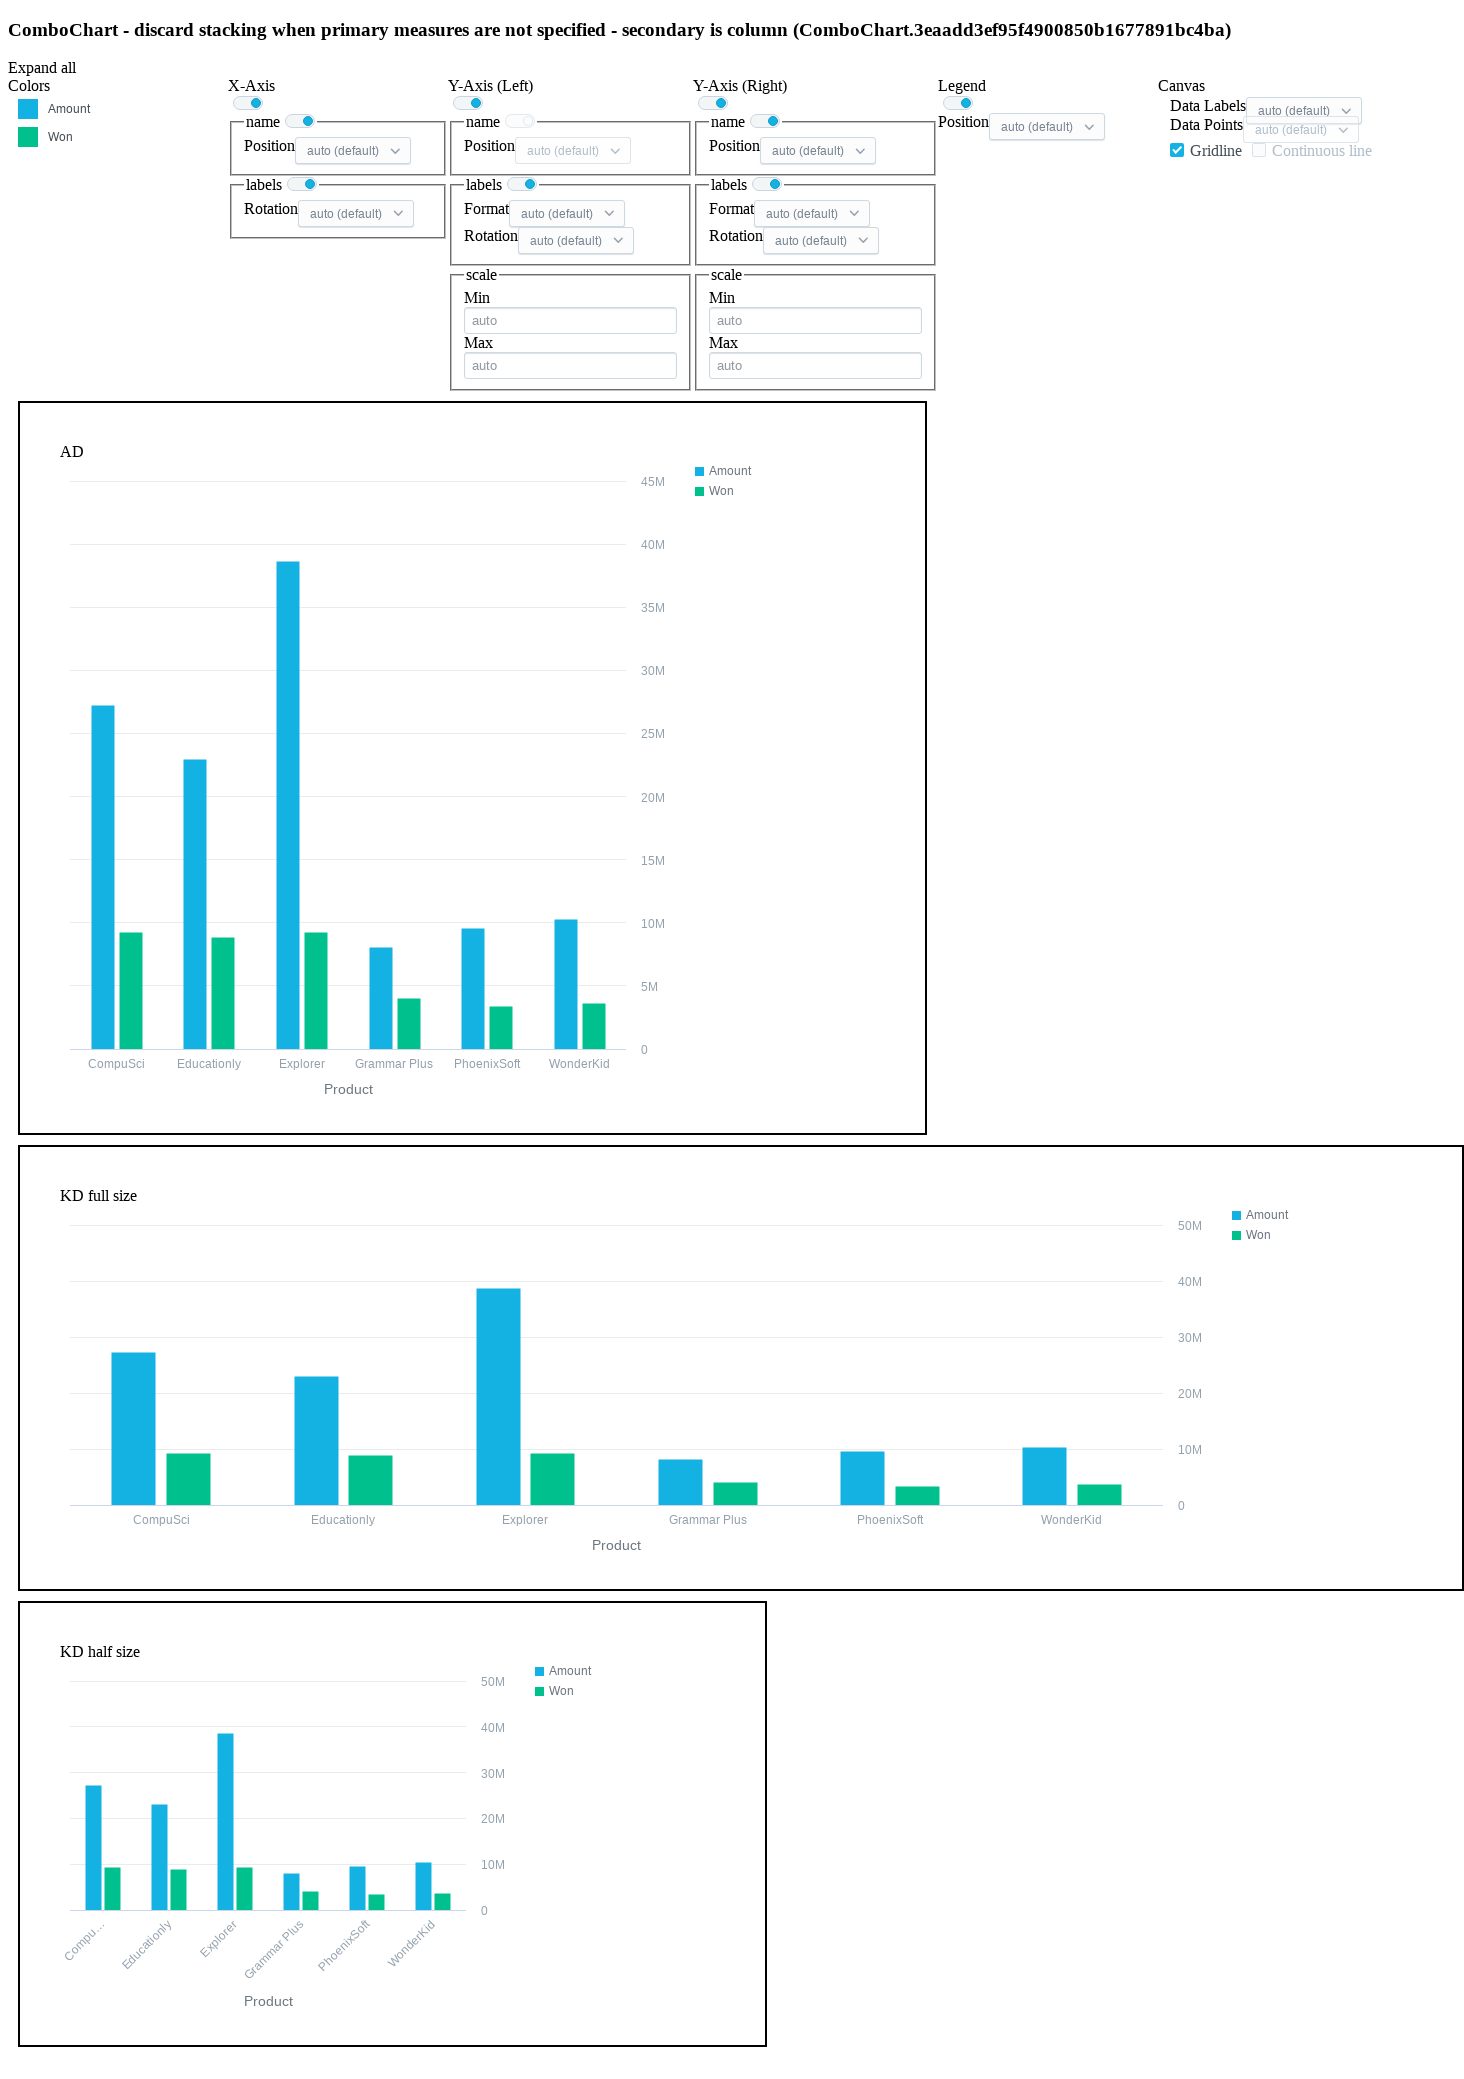 ComboChart - discard stacking when primary measures are not specified - secondary is column (ComboChart.3eaadd3ef95f4900850b1677891bc4ba)
Expand all
Colors
Amount
Won
X-Axis
name
Position auto (default)
labels
Rotation auto (default)
Y-Axis (Left)
name
Position auto (default)
labels
Format auto (default)
Rotation auto (default)
scale
Min
auto
Max
auto
Y-Axis (Right)
name
Position auto (default)
labels
Format auto (default)
Rotation auto (default)
scale
Min
auto
Max
auto
Legend
Position auto (default)
Canvas
Data Labels auto (default)
Data Points auto (default)
Gridline Continuous line
AD
Amount
Won
45M
40M
35M
30M
25M
20M
15M
10M
5M
0
CompuSci Educationly Explorer Grammar Plus PhoenixSoft WonderKid
Product
KD full size
Amount
Won
50M
40M
30M
20M
10M
0
CompuSci Educationly Explorer Grammar Plus PhoenixSoft WonderKid
Product
KD half size
Amount
Won
50M
40M
30M
20M
10M
0
Compu... Educationly Explorer Grammar Plus PhoenixSoft WonderKid
Product